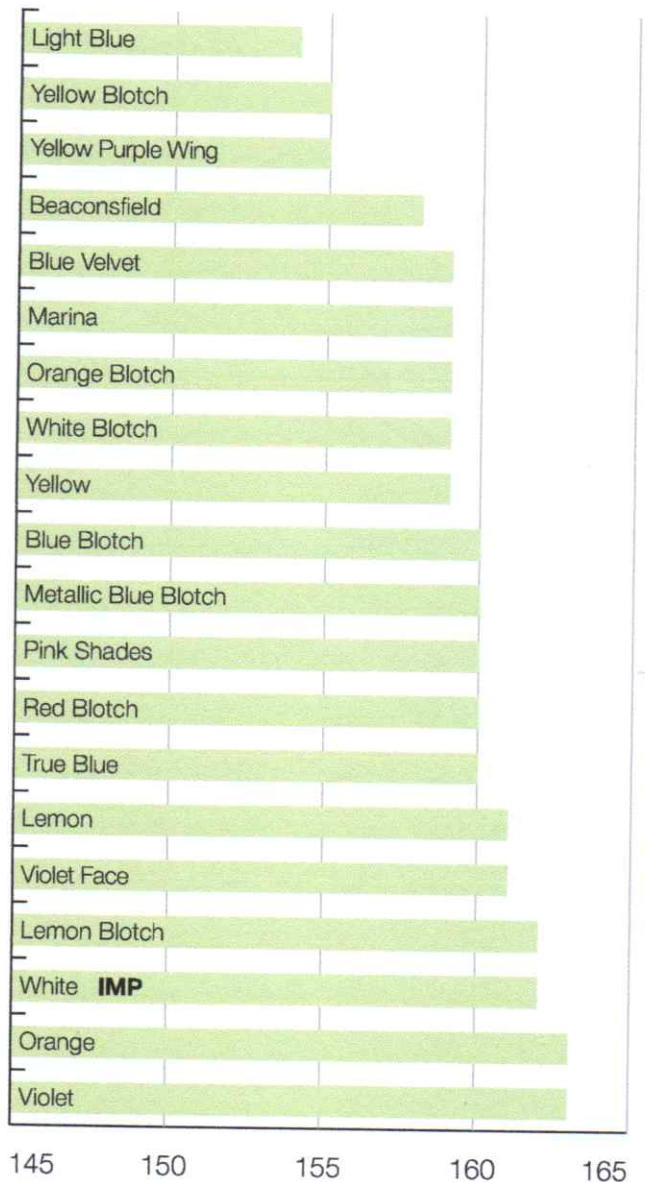 Light Blue
Yellow Blotch
Yellow Purple Wing
Beaconsfield
Blue Velvet
Marina
Orange Blotch
White Blotch
Yellow
Blue Blotch
Metallic Blue Blotch
Pink Shades
Red Blotch
True Blue
Lemon
Violet Face
Lemon Blotch
White IMP
Orange
Violet
145 150 155 160 165